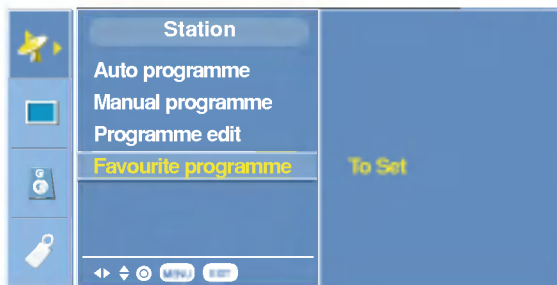 Station
Auto programme
Manual programme
Programme edit
Favourite programme To Set
MENU EXIT